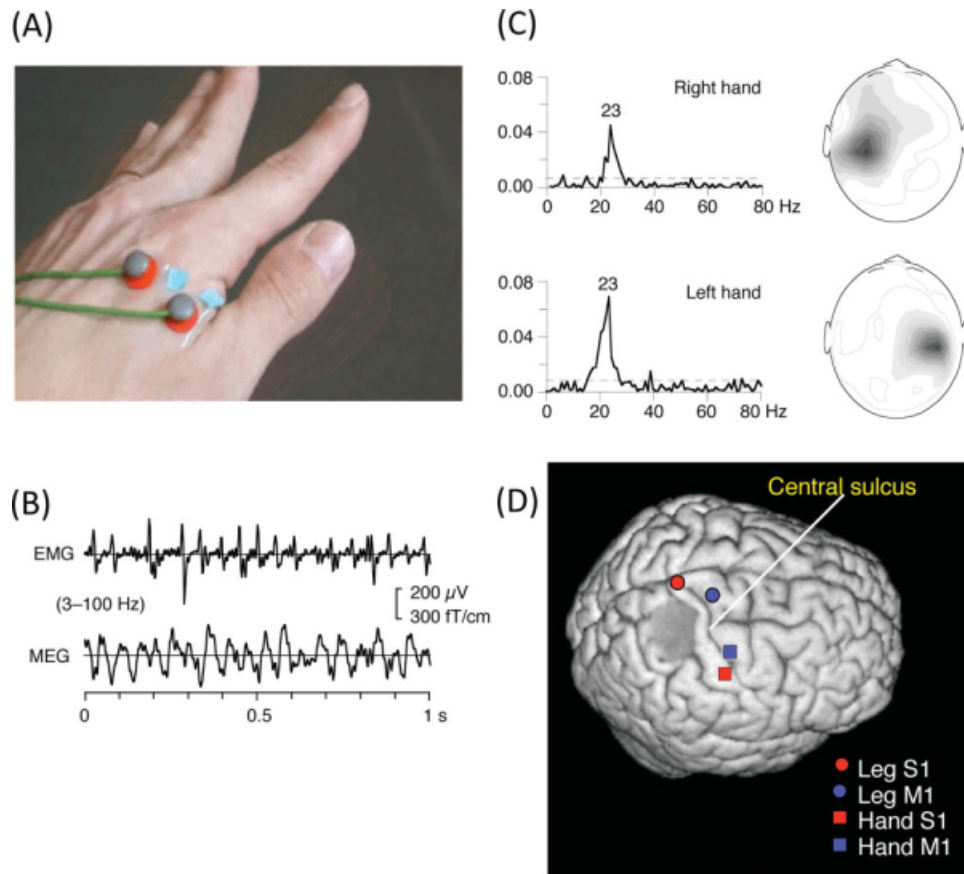 (A)
(B)
EMG
(3–100 Hz)
200 µV
300 fT/cm
MEG
0
0.5
1 s
(C)
0.08
0.04
0.00
23
Right hand
0
20
40
60
80 Hz
0.08
0.04
0.00
23
Left hand
0
20
40
60
80 Hz
(D)
Central sulcus
Leg S1
Leg M1
Hand S1
Hand M1